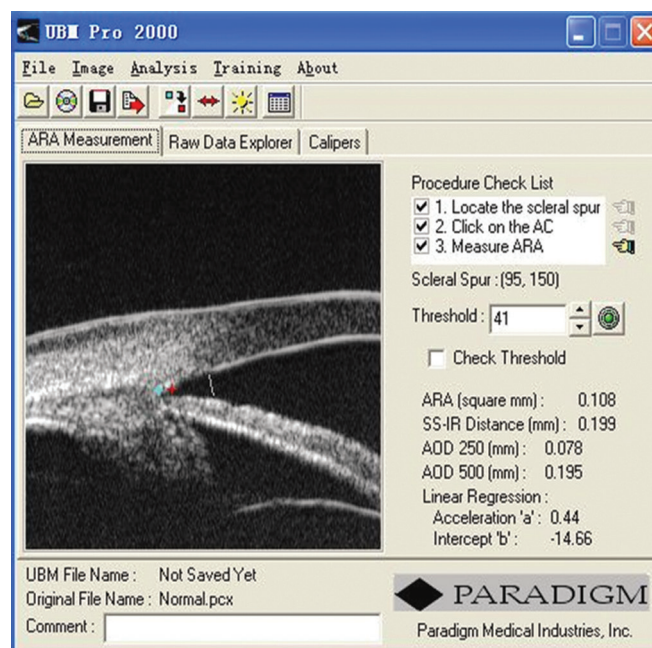 UBM Pro 2000
File Image Analysis Training About
ARA Measurement Raw Data Explorer Calipers
Procedure Check List
1. Locate the scleral spur
2. Click on the AC
3. Measure ARA
Scleral Spur :(95, 150)
Threshold : 41
Check Threshold
ARA (square mm) : 0.108
SS-IR Distance (mm) : 0.199
AOD 250 (mm) : 0.078
AOD 500 (mm) : 0.195
Linear Regression :
Acceleration 'a' : 0.44
Intercept 'b' : -14.66
UBM File Name : Not Saved Yet
Original File Name : Normal.pcx
Comment :
PARADIGM
Paradigm Medical Industries, Inc.